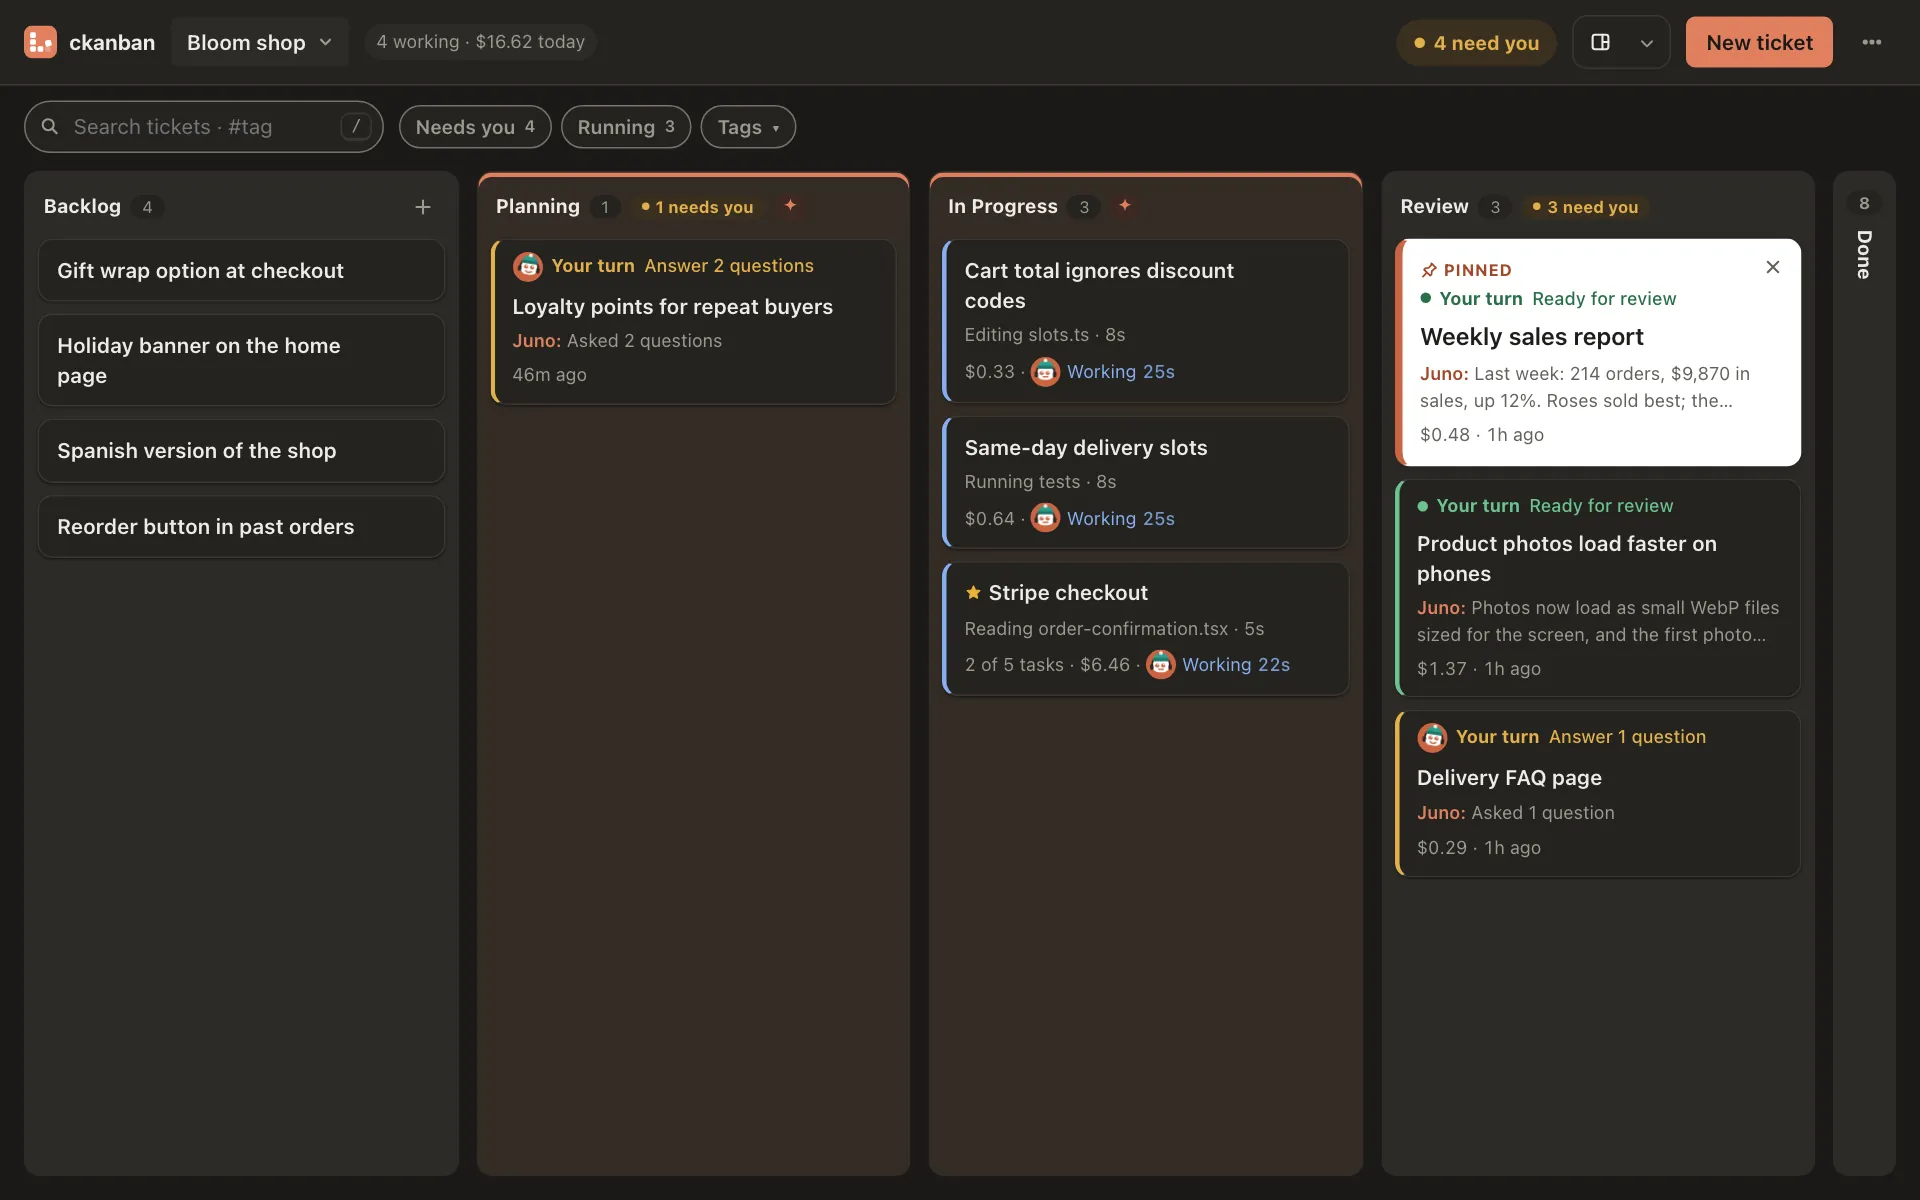 ckanban
Bloom shop
4 working · $16.62 today
4 need you
New ticket
Search tickets · #tag
/
Needs you 4
Running 3
Tags
Backlog 4
Gift wrap option at checkout
Holiday banner on the home
page
Spanish version of the shop
Reorder button in past orders
Planning 1
1 needs you
Your turn Answer 2 questions
Loyalty points for repeat buyers
Juno: Asked 2 questions
46m ago
In Progress 3
Cart total ignores discount
codes
Editing slots.ts · 8s
$0.33 · Working 25s
Same-day delivery slots
Running tests · 8s
$0.64 · Working 25s
Stripe checkout
Reading order-confirmation.tsx · 5s
2 of 5 tasks · $6.46 · Working 22s
Review 3
3 need you
PINNED
Your turn Ready for review
Weekly sales report
Juno: Last week: 214 orders, $9,870 in
sales, up 12%. Roses sold best; the...
$0.48 · 1h ago
Your turn Ready for review
Product photos load faster on
phones
Juno: Photos now load as small WebP files
sized for the screen, and the first photo...
$1.37 · 1h ago
Your turn Answer 1 question
Delivery FAQ page
Juno: Asked 1 question
$0.29 · 1h ago
8
Done